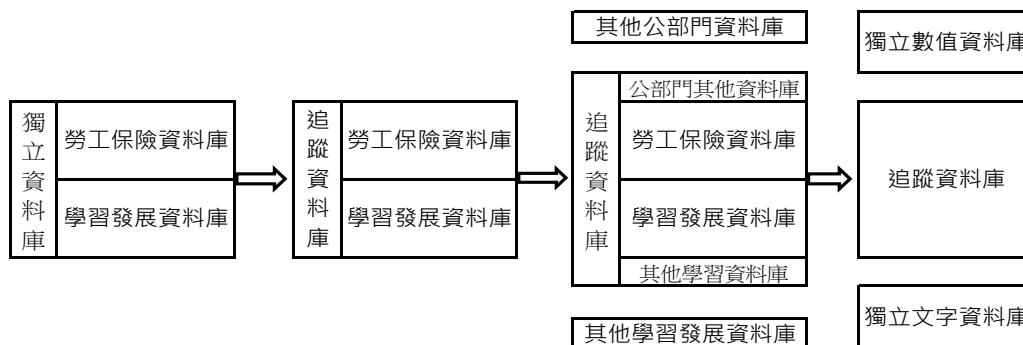 獨立資料庫
勞工保險資料庫
學習發展資料庫
追蹤資料庫
勞工保險資料庫
學習發展資料庫
其他公部門資料庫
追蹤資料庫
公部門其他資料庫
勞工保險資料庫
學習發展資料庫
其他學習資料庫
其他學習發展資料庫
獨立數值資料庫
追蹤資料庫
獨立文字資料庫